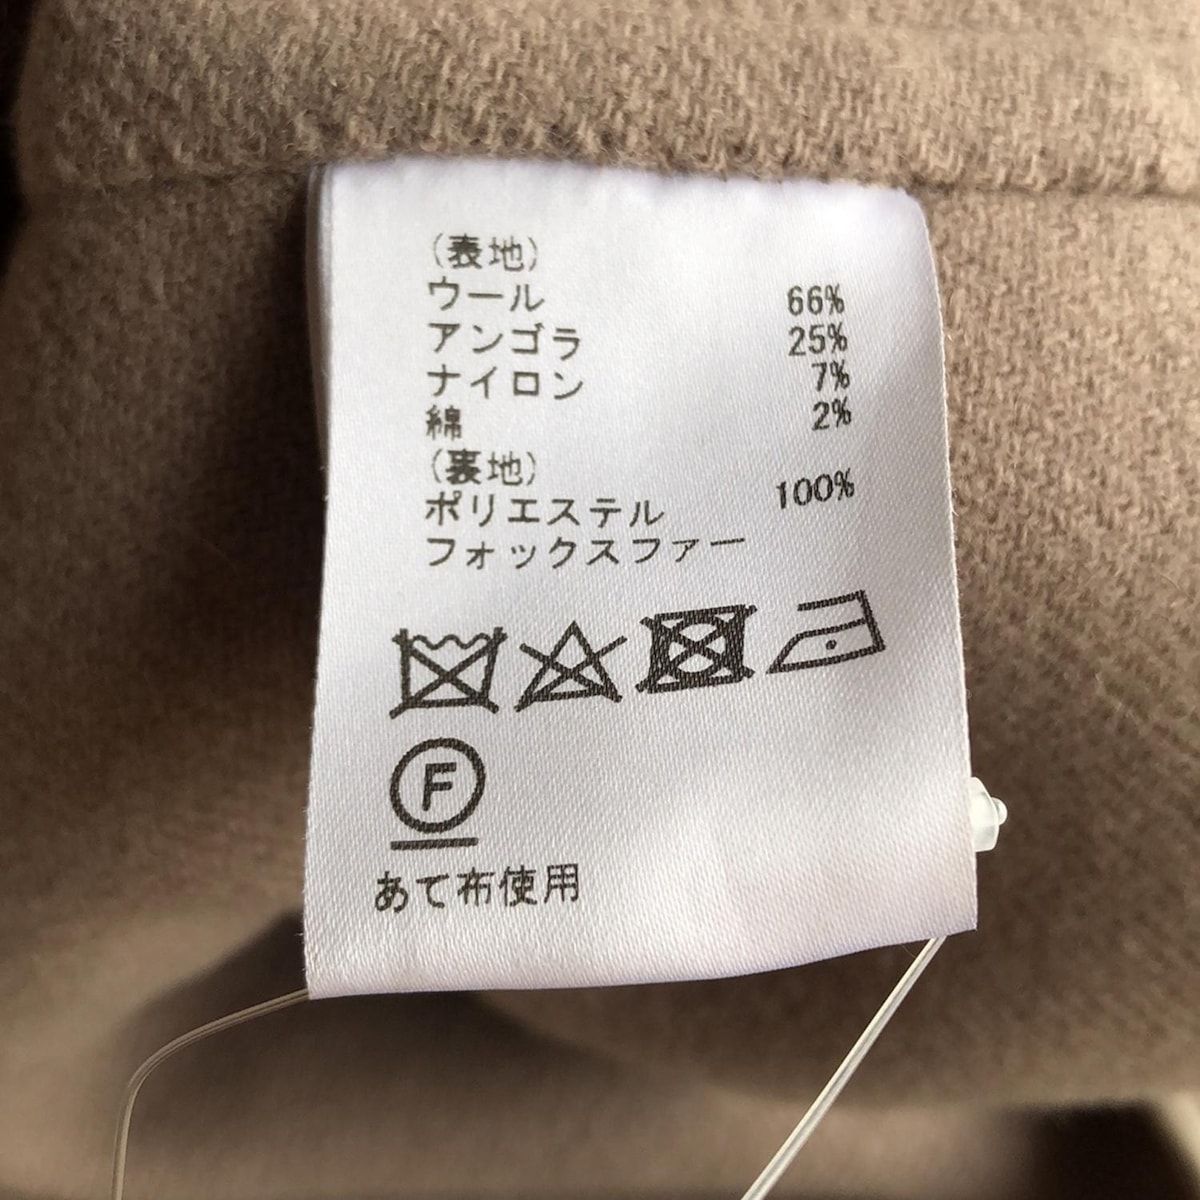 (表地)
ウール 66%
アンゴラ 25%
ナイロン 7%
綿 2%
(裏地)
ポリエステル 100%
フォックスファー
F
あて布使用